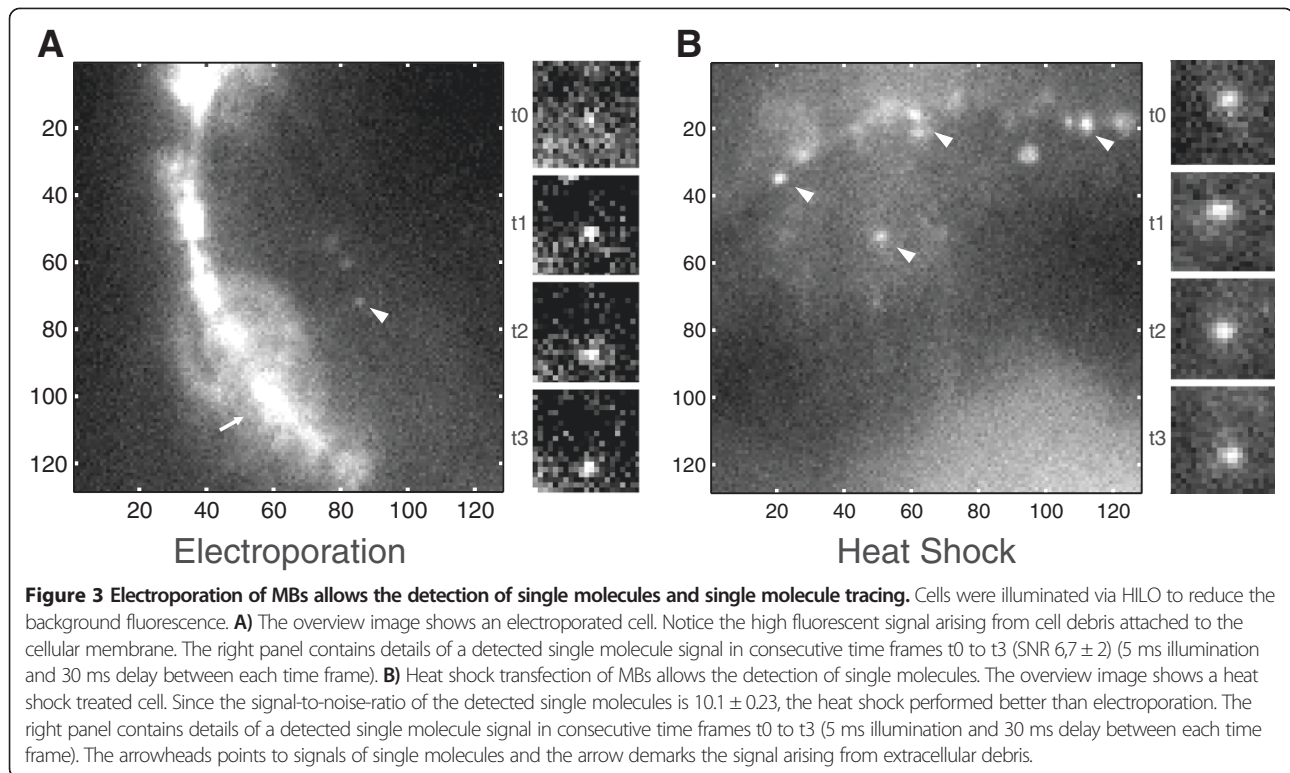 A
B
20
40
60
80
100
120
20 40 60 80 100 120
t0
t1
t2
t3
Electroporation
20
40
60
80
100
120
20 40 60 80 100 120
t0
t1
t2
t3
Heat Shock
Figure 3 Electroporation of MBs allows the detection of single molecules and single molecule tracing. Cells were illuminated via HILO to reduce the
background fluorescence. A) The overview image shows an electroporated cell. Notice the high fluorescent signal arising from cell debris attached to the
cellular membrane. The right panel contains details of a detected single molecule signal in consecutive time frames t0 to t3 (SNR 6,7 ± 2) (5 ms illumination
and 30 ms delay between each time frame). B) Heat shock transfection of MBs allows the detection of single molecules. The overview image shows a heat
shock treated cell. Since the signal-to-noise-ratio of the detected single molecules is 10.1 ± 0.23, the heat shock performed better than electroporation. The
right panel contains details of a detected single molecule signal in consecutive time frames t0 to t3 (5 ms illumination and 30 ms delay between each time
frame). The arrowheads points to signals of single molecules and the arrow demarks the signal arising from extracellular debris.